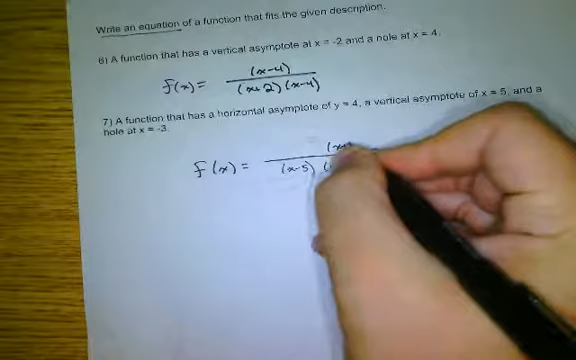 Write an equation of a function that fits the given description.
6) A function that has a vertical asymptote at x = -2 and a hole at x = 4.
f(x) = (x-4) / (x+2)(x-4)
7) A function that has a horizontal asymptote of y = 4, a vertical asymptote of x = 5, and a
hole at x = -3.
f(x) = (x / (x-5) (